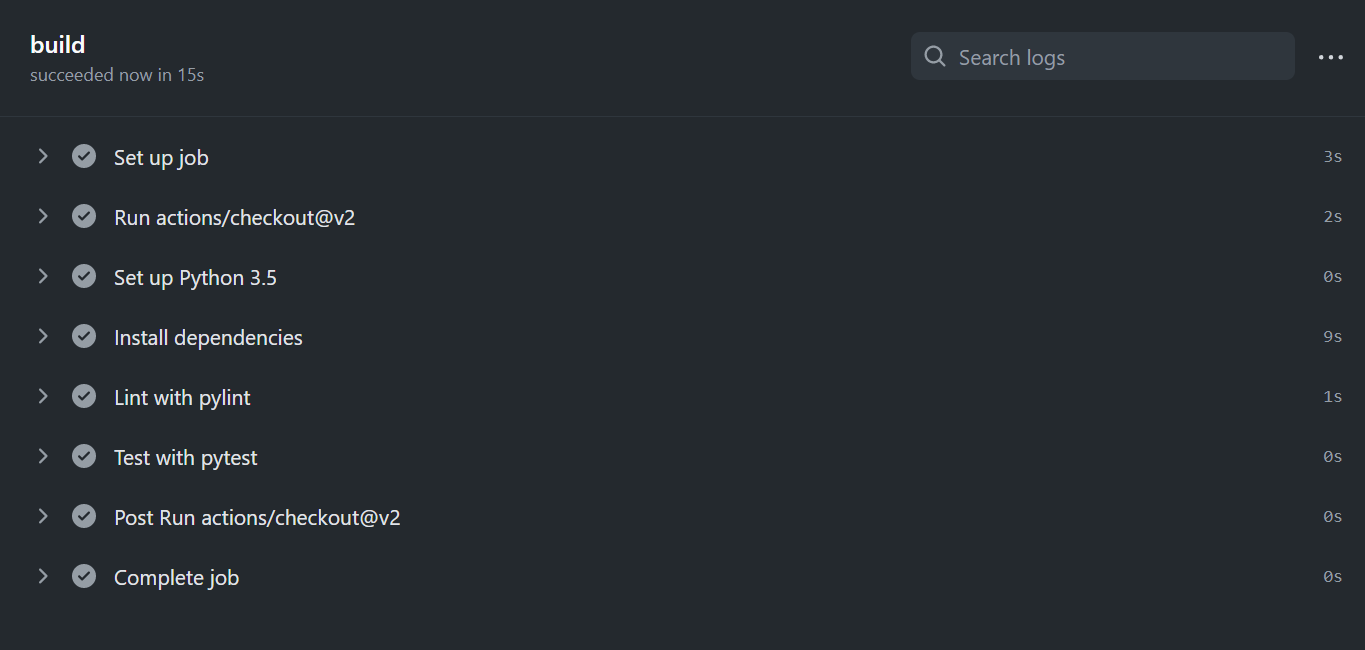 build
succeeded now in 15s
Search logs
Set up job 3s
Run actions/checkout@v2 2s
Set up Python 3.5 0s
Install dependencies 9s
Lint with pylint 1s
Test with pytest 0s
Post Run actions/checkout@v2 0s
Complete job 0s